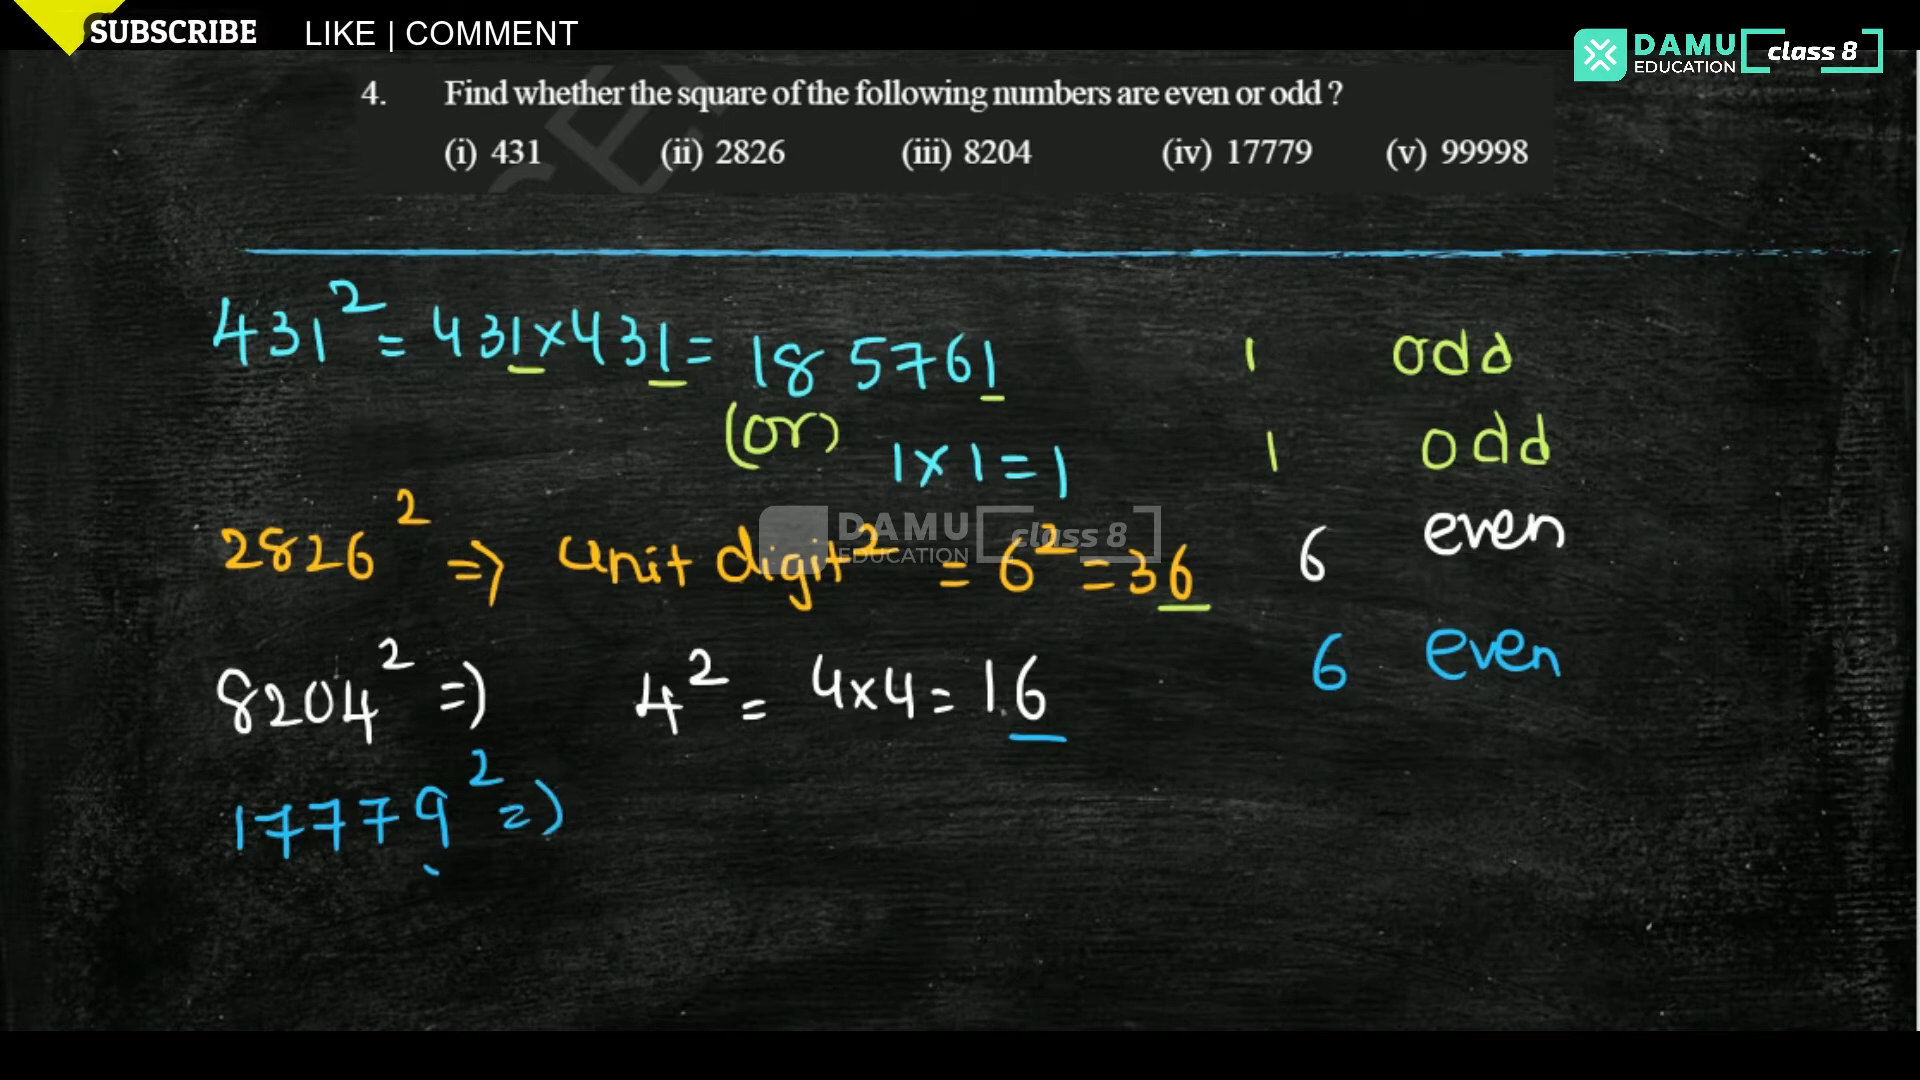 SUBSCRIBE LIKE | COMMENT
DAMU EDUCATION class 8
4. Find whether the square of the following numbers are even or odd ?
(i) 431 (ii) 2826 (iii) 8204 (iv) 17779 (v) 99998
431² = 431×431 = 185761 1 odd
(or) 1×1=1 1 odd
DAMU EDUCATION class 8
2826² => unit digit² = 6² = 36 6 even
8204² => 4² = 4×4 = 16 6 even
17779² =>